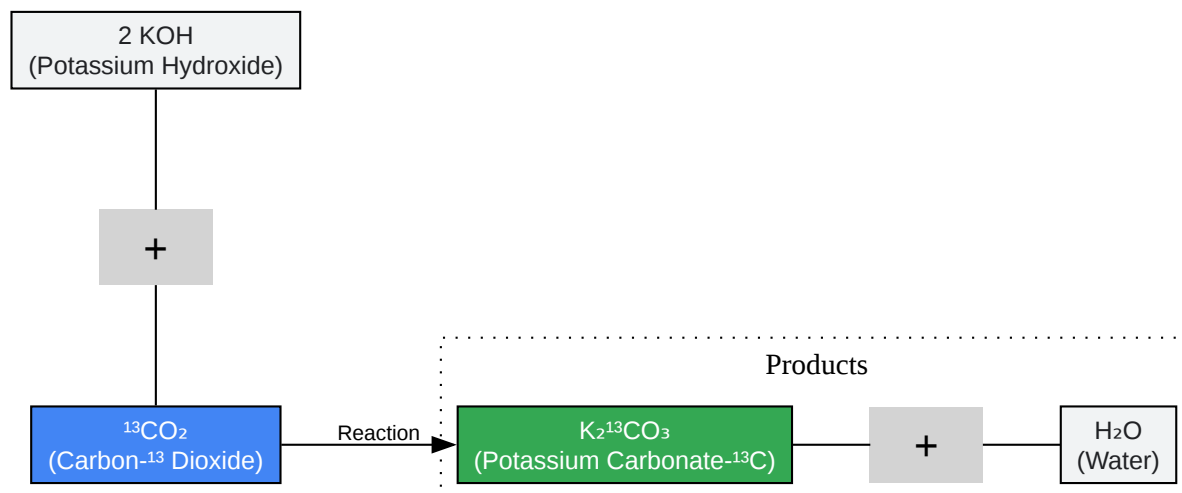 2 KOH
(Potassium Hydroxide)
+
¹³CO₂
(Carbon-¹³ Dioxide)
Reaction
Products
K₂¹³CO₃
(Potassium Carbonate-¹³C)
+
H₂O
(Water)